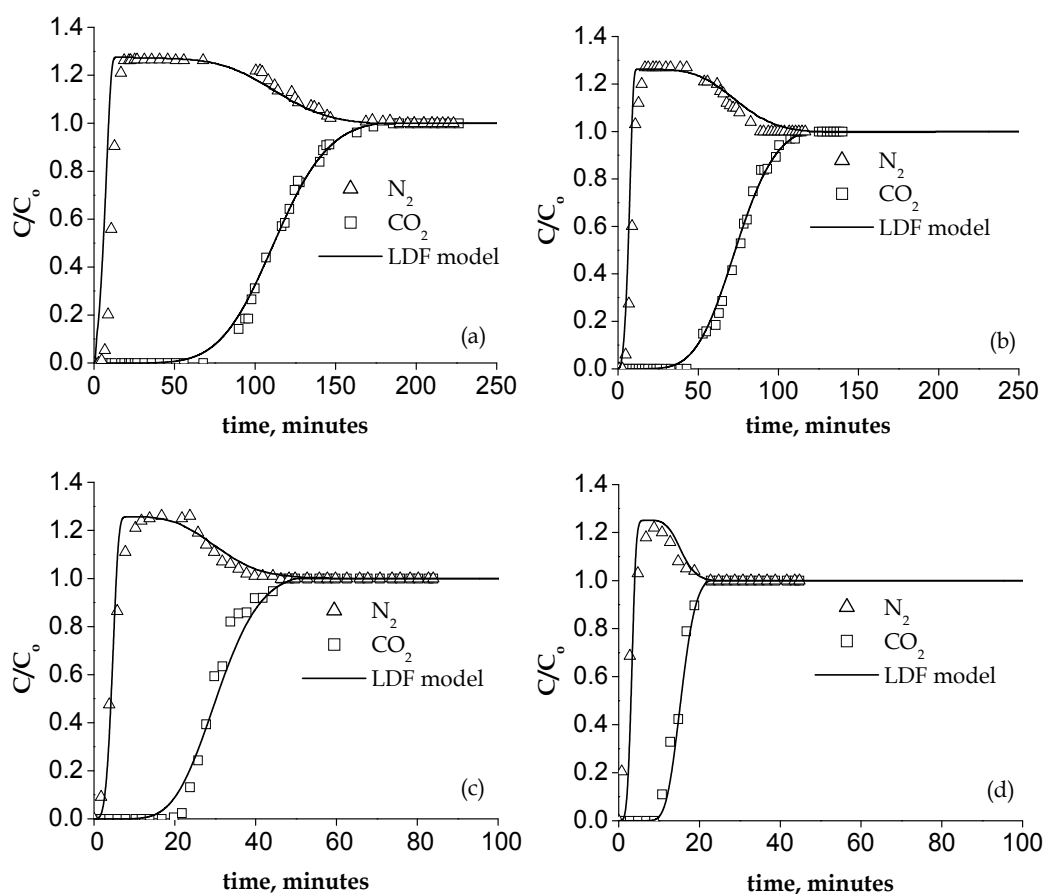 1.4
1.2
1.0
0.8
0.6
0.4
0.2
0.0
C/C₀
N₂
CO₂
LDF model
(a)
0 50 100 150 200 250
time, minutes
1.4
1.2
1.0
0.8
0.6
0.4
0.2
0.0
C/C₀
N₂
CO₂
LDF model
(b)
0 50 100 150 200 250
time, minutes
1.4
1.2
1.0
0.8
0.6
0.4
0.2
0.0
C/C₀
N₂
CO₂
LDF model
(c)
0 20 40 60 80 100
time, minutes
1.4
1.2
1.0
0.8
0.6
0.4
0.2
0.0
C/C₀
N₂
CO₂
LDF model
(d)
0 20 40 60 80 100
time, minutes